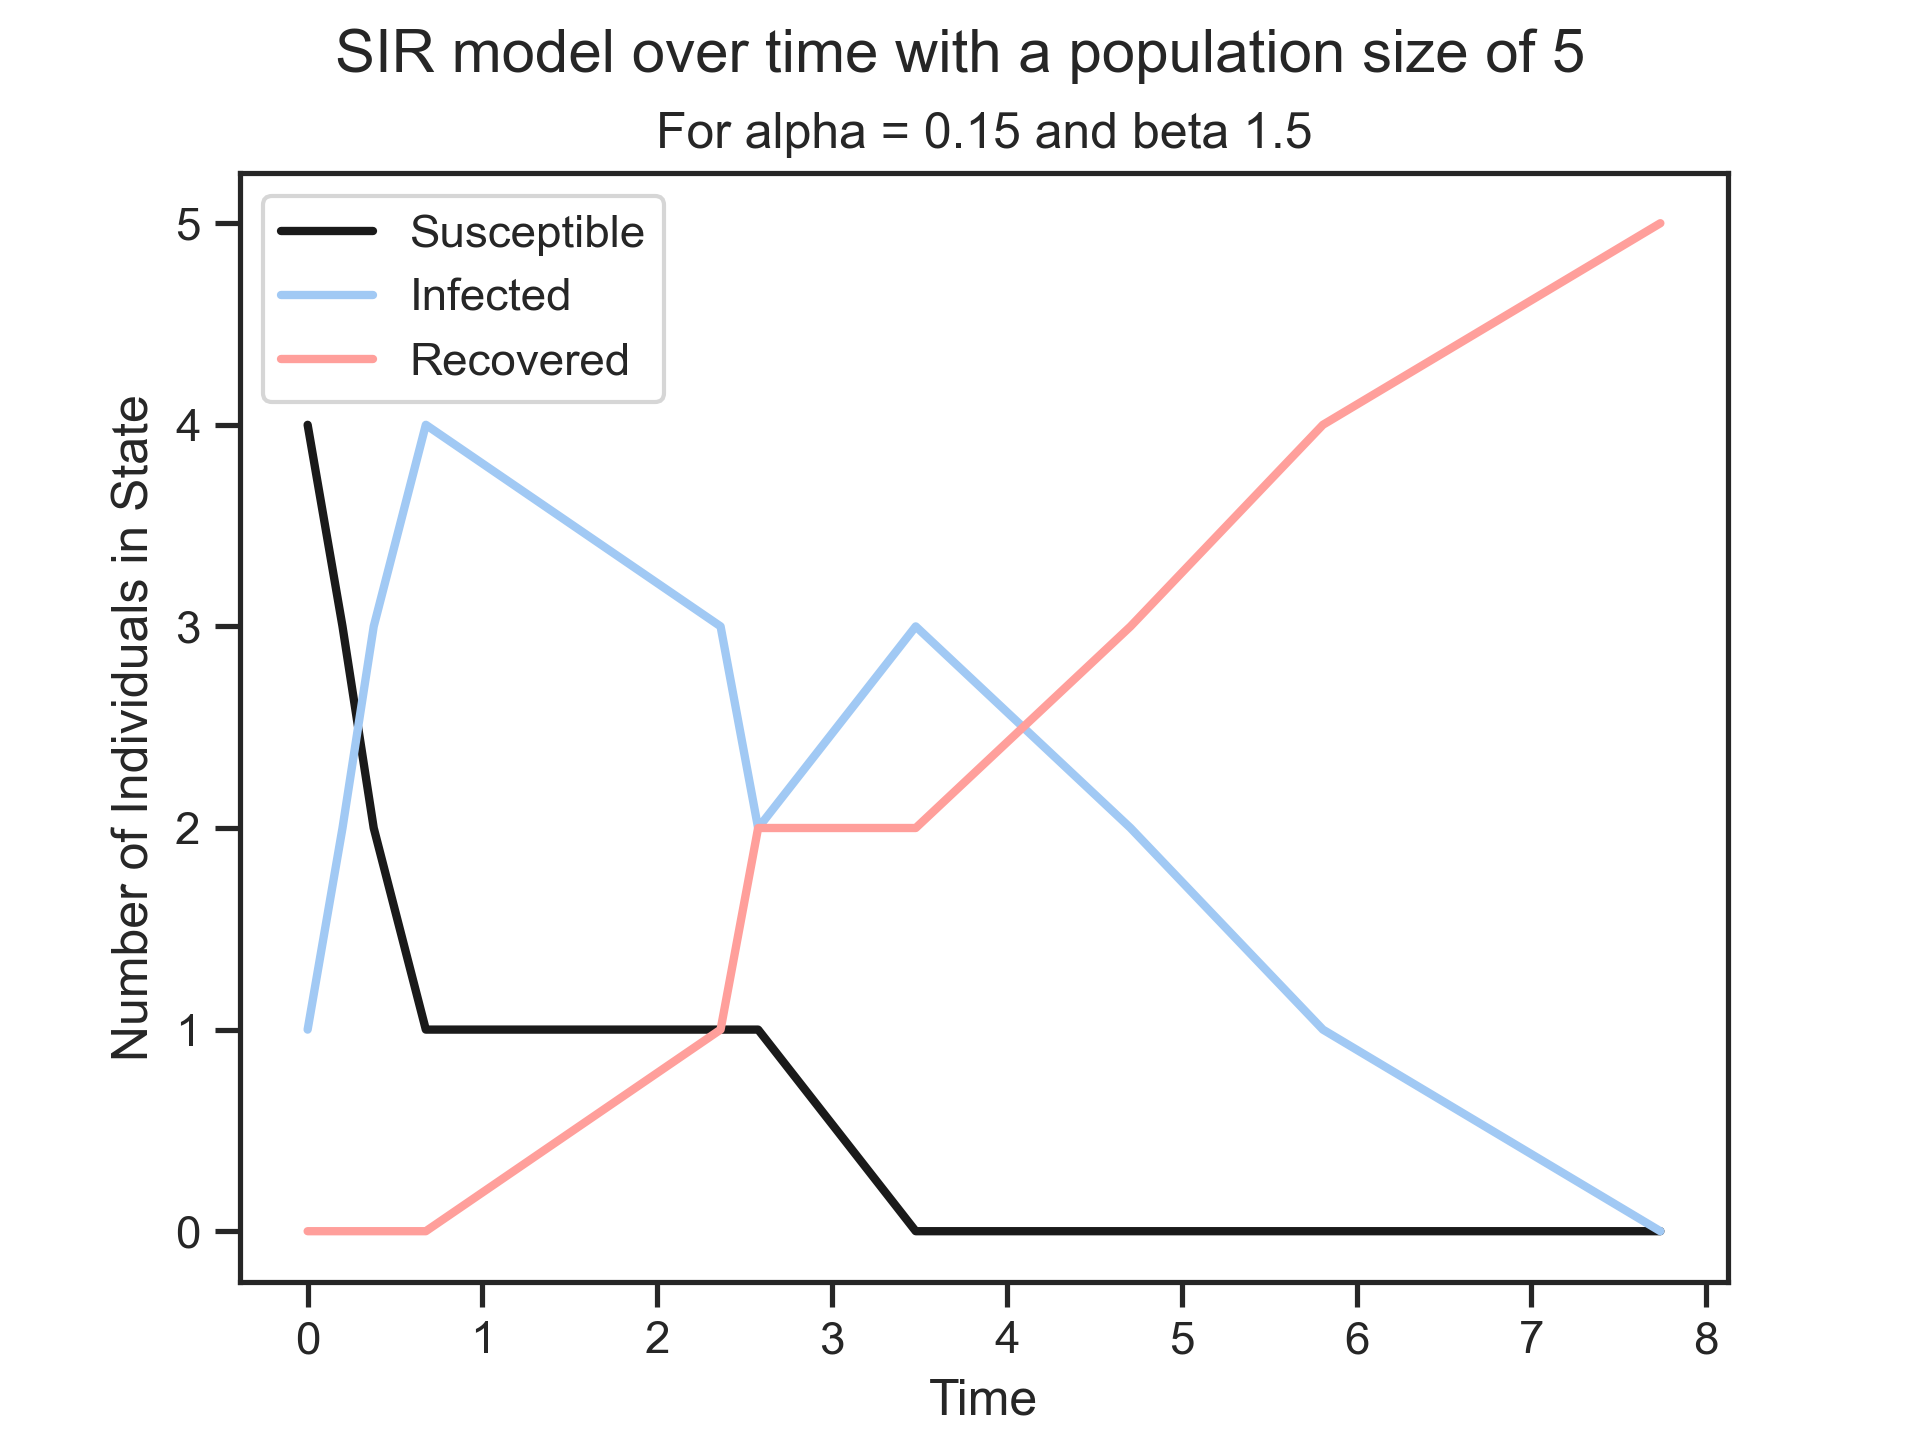 SIR model over time with a population size of 5
For alpha = 0.15 and beta 1.5
Susceptible
Infected
Recovered
Number of Individuals in State
5
4
3
2
1
0
0 1 2 3 4 5 6 7 8
Time